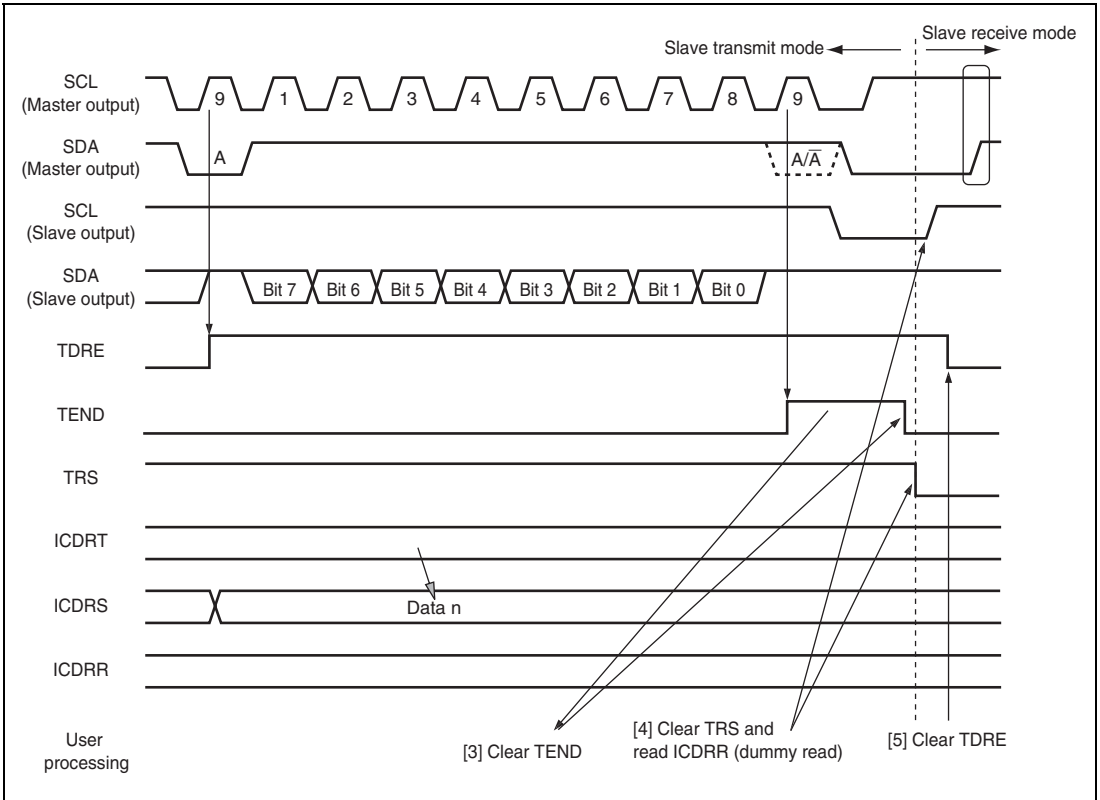 Slave transmit mode
Slave receive mode
SCL
(Master output)
9 1 2 3 4 5 6 7 8 9
SDA
(Master output)
A A/A̅
SCL
(Slave output)
SDA
(Slave output)
Bit 7 Bit 6 Bit 5 Bit 4 Bit 3 Bit 2 Bit 1 Bit 0
TDRE
TEND
TRS
ICDRT
ICDRS
Data n
ICDRR
User
processing
[3] Clear TEND
[4] Clear TRS and
read ICDRR (dummy read)
[5] Clear TDRE